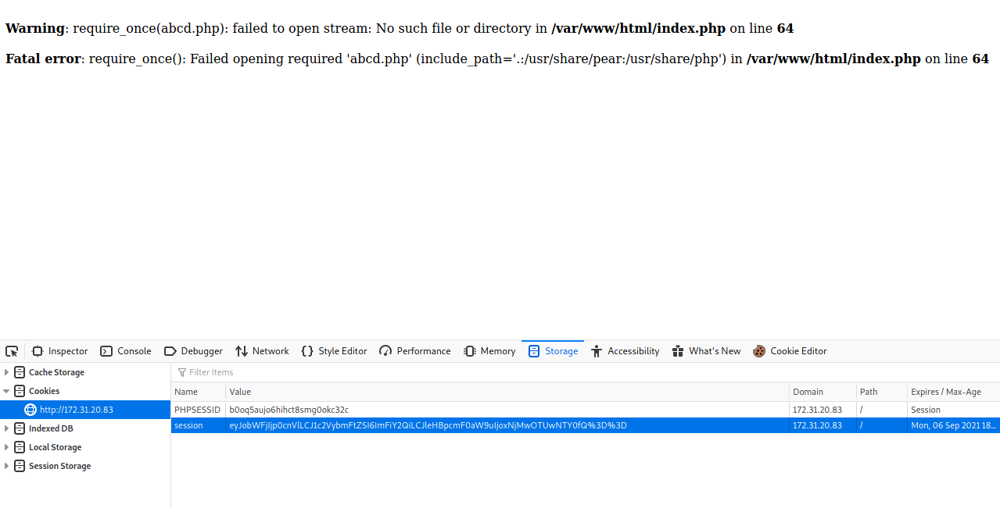 Warning: require_once(abcd.php): failed to open stream: No such file or directory in /var/www/html/index.php on line 64
Fatal error: require_once(): Failed opening required 'abcd.php' (include_path='.:/usr/share/pear:/usr/share/php') in /var/www/html/index.php on line 64
Inspector Console Debugger Network Style Editor Performance Memory Storage Accessibility What's New Cookie Editor
Cache Storage
Filter Items
Cookies
Name Value Domain Path Expires / Max-Age
http://172.31.20.83
PHPSESSID b0oq5aujo6hihct8smg0okc32c 172.31.20.83 / Session
Indexed DB
session eyJobWFjIjp0cnVlLCJ1c2VybmFtZSI6ImFiY2QiLCJleHBpcmF0aW9uIjoxNjMwOTUwNTY0fQ%3D%3D 172.31.20.83 / Mon, 06 Sep 2021 18...
Local Storage
Session Storage